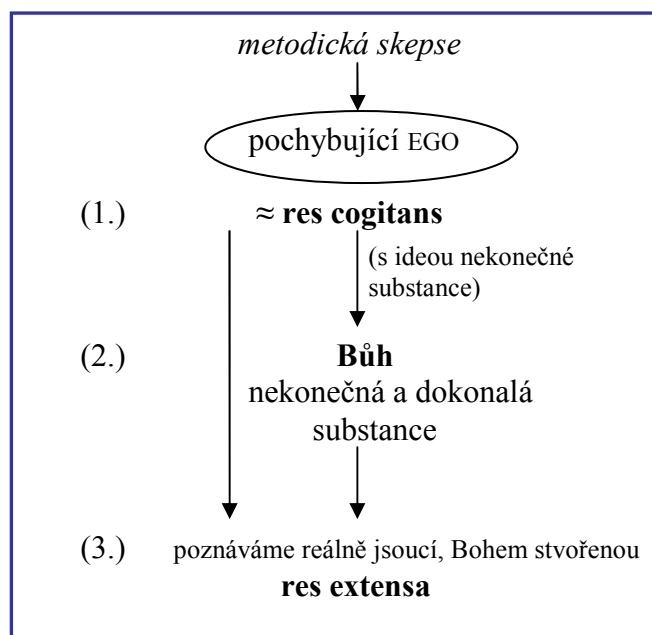 metodická skepse
pochybující EGO
(1.) ≈ res cogitans
(s ideou nekonečné
substance)
(2.) Bůh
nekonečná a dokonalá
substance
(3.) poznáváme reálně jsoucí, Bohem stvořenou
res extensa